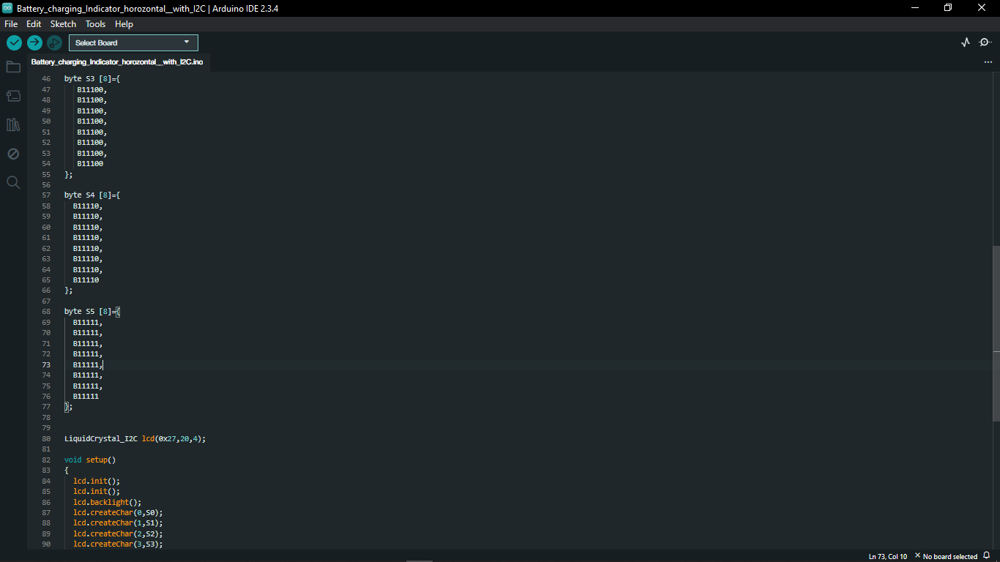 Battery_charging_Indicator_horozontal__with_I2C | Arduino IDE 2.3.4
File Edit Sketch Tools Help
Select Board
Battery_charging_Indicator_horozontal__with_I2C.ino
46 byte S3 [8]={
47 B11100,
48 B11100,
49 B11100,
50 B11100,
51 B11100,
52 B11100,
53 B11100,
54 B11100
55 };
56
57 byte S4 [8]={
58 B11110,
59 B11110,
60 B11110,
61 B11110,
62 B11110,
63 B11110,
64 B11110,
65 B11110
66 };
67
68 byte S5 [8]={
69 B11111,
70 B11111,
71 B11111,
72 B11111,
73 B11111,
74 B11111,
75 B11111,
76 B11111
77 };
78
79
80 LiquidCrystal_I2C lcd(0x27,20,4);
81
82 void setup()
83 {
84 lcd.init();
85 lcd.init();
86 lcd.backlight();
87 lcd.createChar(0,S0);
88 lcd.createChar(1,S1);
89 lcd.createChar(2,S2);
90 lcd.createChar(3,S3);
Ln 73, Col 10 × No board selected